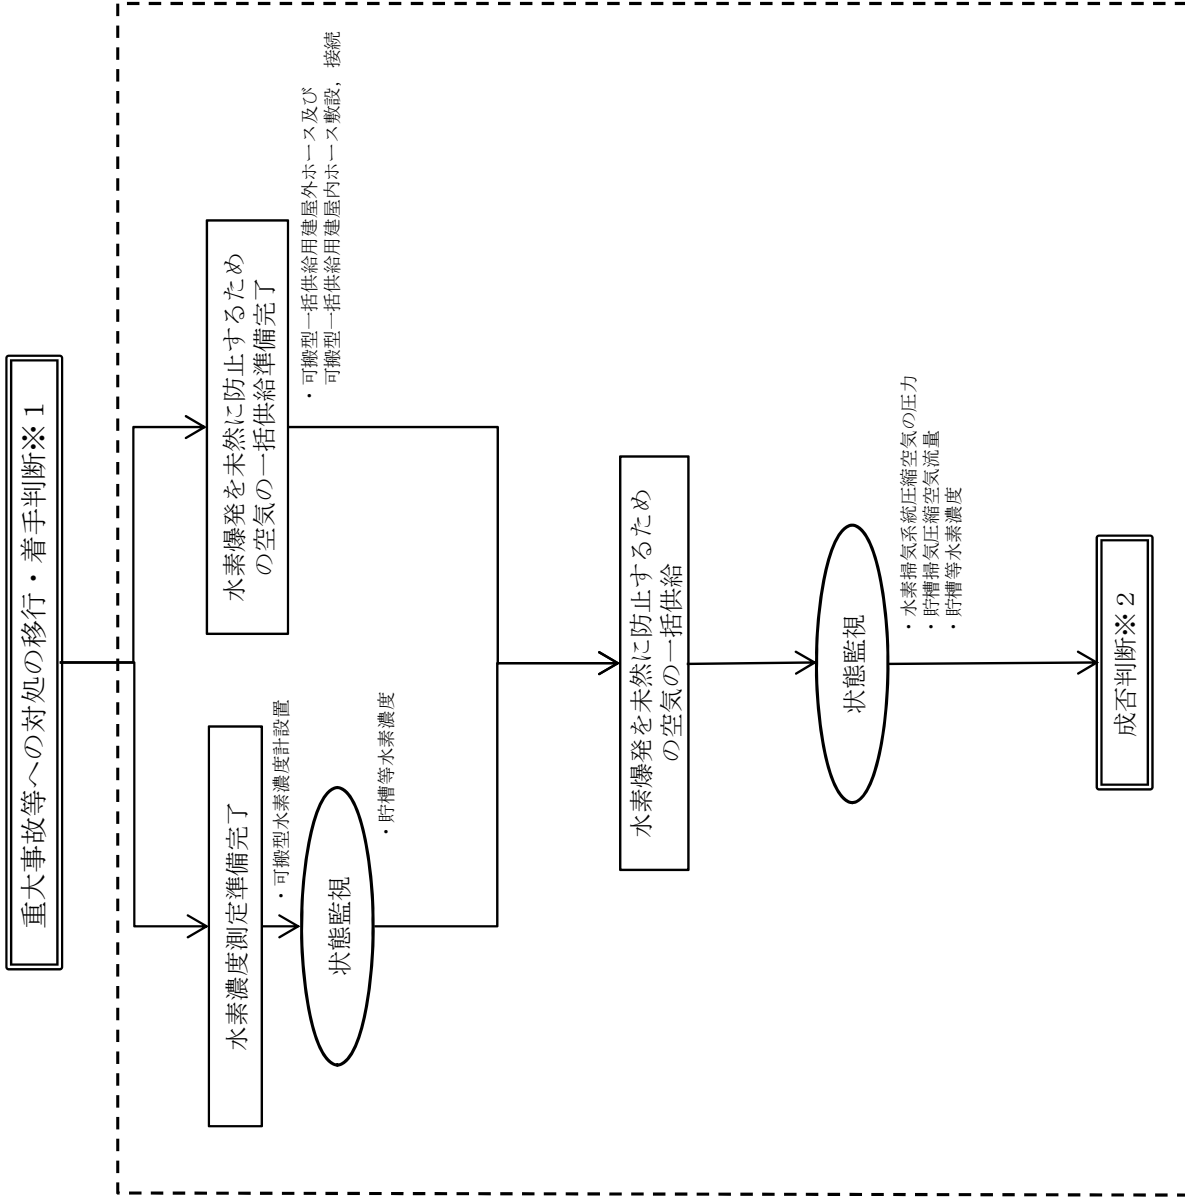 重大事故等への対処の移行・着手判断※１
水素濃度測定準備完了
・可搬型水素濃度計設置
状態監視
・貯槽等水素濃度
水素爆発を未然に防止するため
の空気の一括供給準備完了
・可搬型一括供給用建屋外ホース及び
可搬型一括供給用建屋内ホース敷設，接続
水素爆発を未然に防止するため
の空気の一括供給
状態監視
・水素掃気系統圧縮空気の圧力
・貯槽掃気圧縮空気流量
・貯槽等水素濃度
成否判断※２